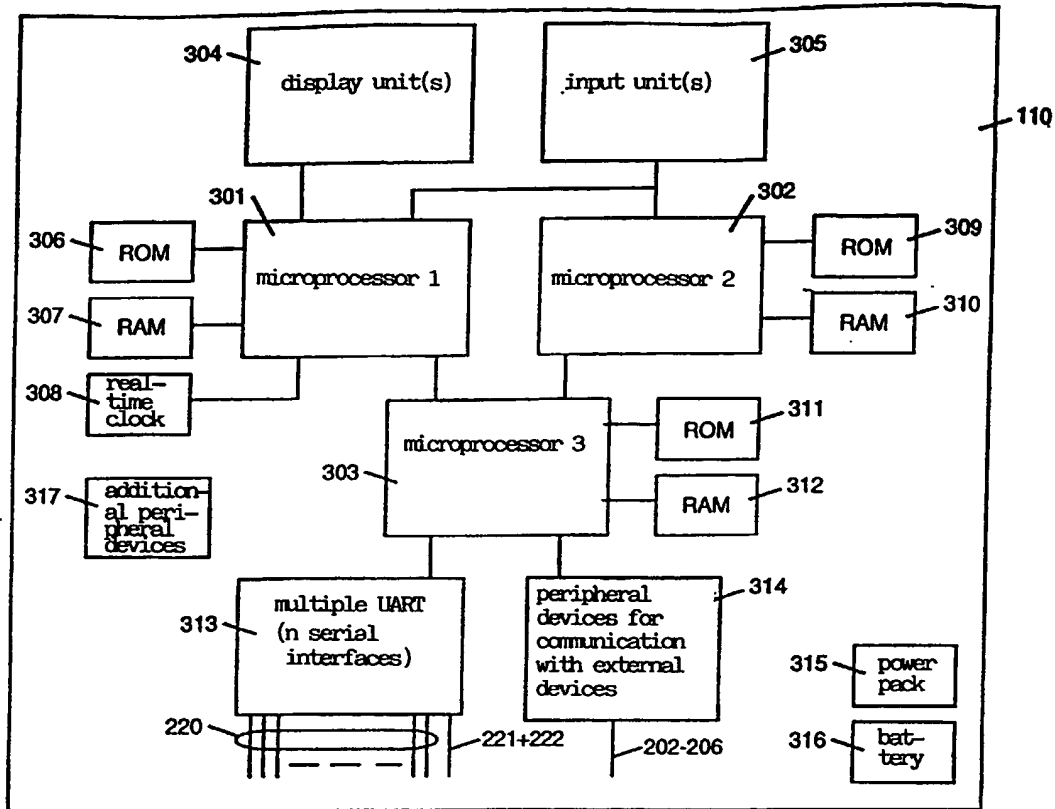 304
display unit(s)
305
input unit(s)
110
301
302
306
ROM
microprocessor 1
microprocessor 2
309
ROM
307
RAM
310
RAM
308
real-
time
clock
311
ROM
microprocessor 3
303
312
RAM
317
addition-
al peri-
pheral
devices
313
multiple UART
(n serial
interfaces)
314
peripheral
devices for
communication
with external
devices
315
power
pack
220
221+222
202-206
316
bat-
tery